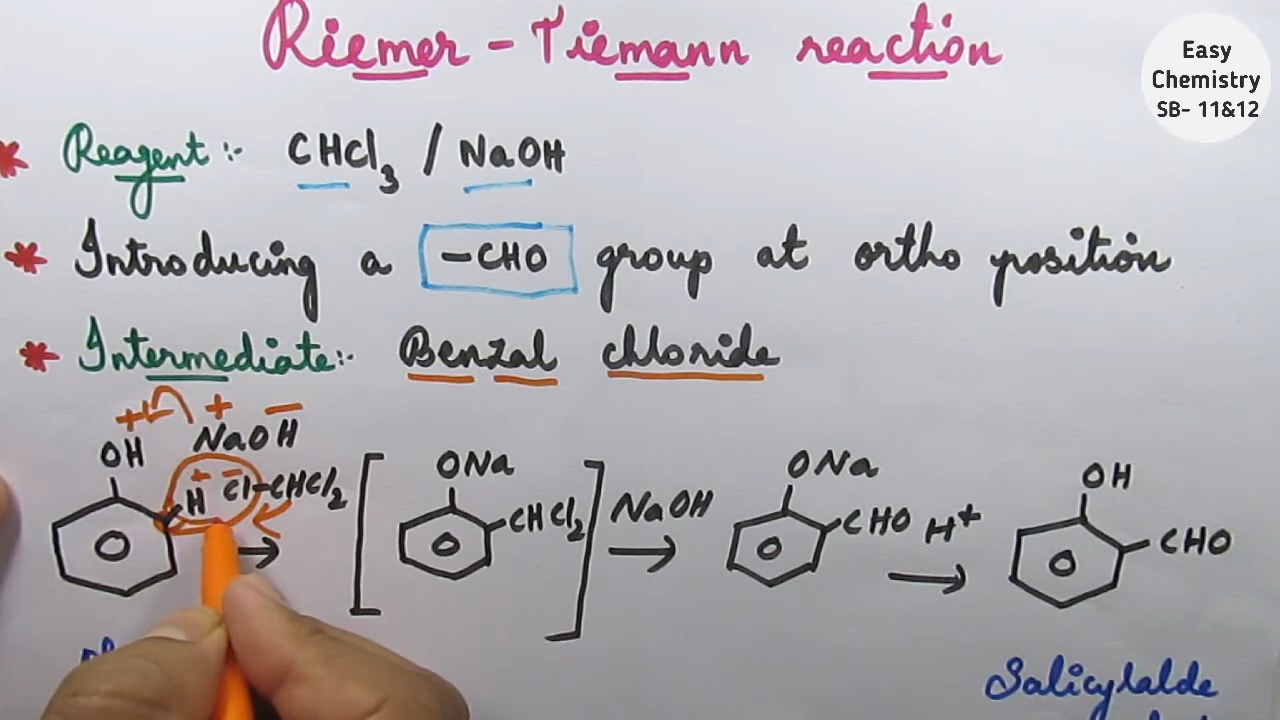 Riemer - Tiemann reaction
Easy
Chemistry
SB- 11&12
* Reagent:- CHCl3 / NaOH
* Introducing a -CHO group at ortho position
* Intermediate:- Benzal chloride
+ + −
NaOH
OH
+ −
H Cl-CHCl2
ONa
CHCl2
NaOH
ONa
CHO
H+
OH
CHO
Salicylalde